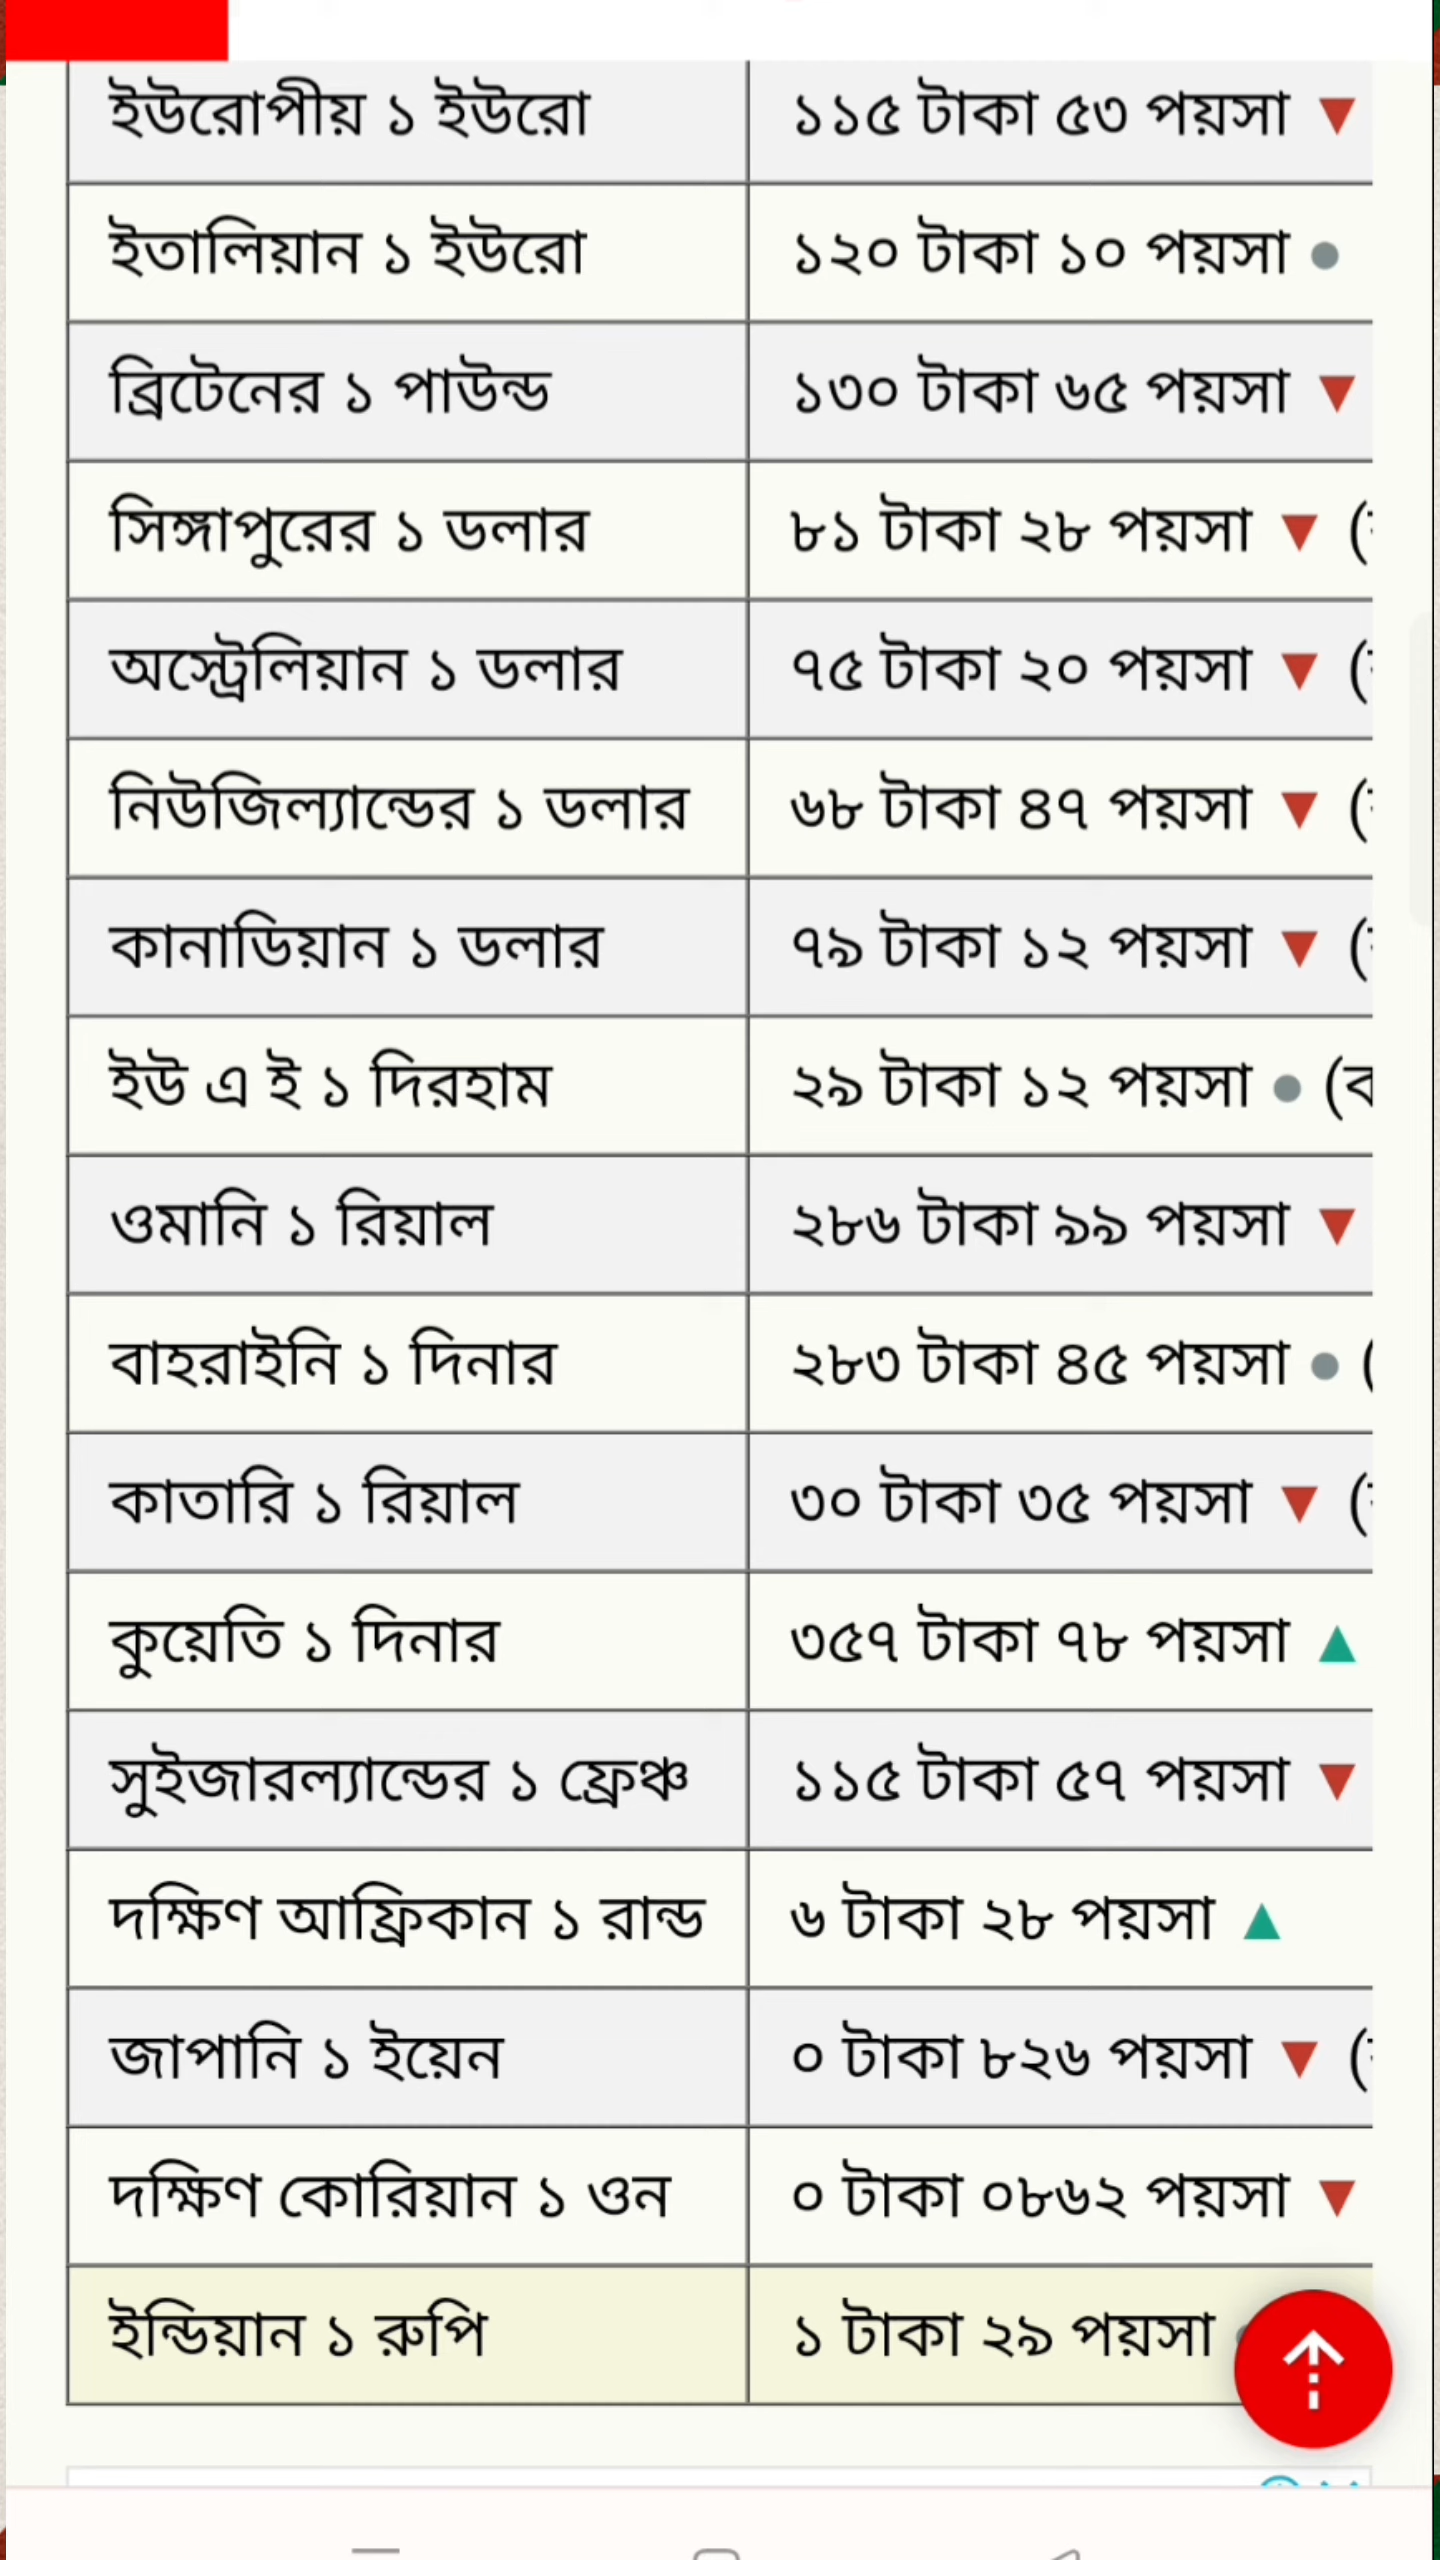 ইউরোপীয় ১ ইউরো ১১৫ টাকা ৫৩ পয়সা ▼
ইতালিয়ান ১ ইউরো ১২০ টাকা ১০ পয়সা ●
ব্রিটেনের ১ পাউন্ড ১৩০ টাকা ৬৫ পয়সা ▼
সিঙ্গাপুরের ১ ডলার ৮১ টাকা ২৮ পয়সা ▼ (
অস্ট্রেলিয়ান ১ ডলার ৭৫ টাকা ২০ পয়সা ▼ (
নিউজিল্যান্ডের ১ ডলার ৬৮ টাকা ৪৭ পয়সা ▼ (
কানাডিয়ান ১ ডলার ৭৯ টাকা ১২ পয়সা ▼ (
ইউ এ ই ১ দিরহাম ২৯ টাকা ১২ পয়সা ● (
ওমানি ১ রিয়াল ২৮৬ টাকা ৯৯ পয়সা ▼
বাহরাইনি ১ দিনার ২৮৩ টাকা ৪৫ পয়সা ● (
কাতারি ১ রিয়াল ৩০ টাকা ৩৫ পয়সা ▼ (
কুয়েতি ১ দিনার ৩৫৭ টাকা ৭৮ পয়সা ▲
সুইজারল্যান্ডের ১ ফ্রেঞ্চ ১১৫ টাকা ৫৭ পয়সা ▼
দক্ষিণ আফ্রিকান ১ রান্ড ৬ টাকা ২৮ পয়সা ▲
জাপানি ১ ইয়েন ০ টাকা ৮২৬ পয়সা ▼ (
দক্ষিণ কোরিয়ান ১ ওন ০ টাকা ০৮৬২ পয়সা ▼
ইন্ডিয়ান ১ রুপি ১ টাকা ২৯ পয়সা